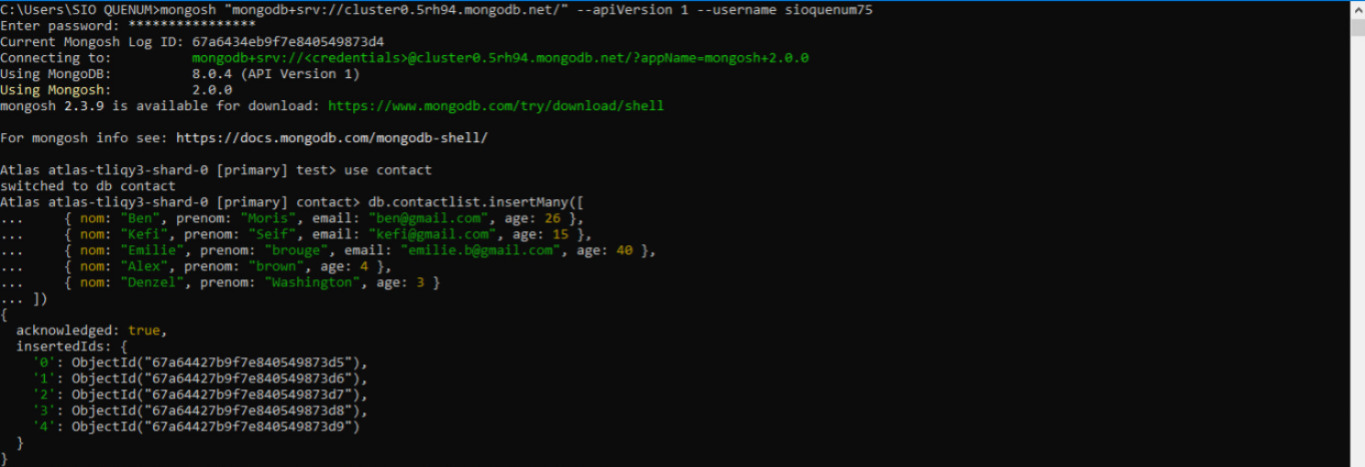 C:\Users\SIO QUENUM>mongosh "mongodb+srv://cluster0.5rh94.mongodb.net/" --apiVersion 1 --username sioquenum75
Enter password: ****************
Current Mongosh Log ID: 67a6434eb9f7e840549873d4
Connecting to:          mongodb+srv://<credentials>@cluster0.5rh94.mongodb.net/?appName=mongosh+2.0.0
Using MongoDB:          8.0.4 (API Version 1)
Using Mongosh:          2.0.0
mongosh 2.3.9 is available for download: https://www.mongodb.com/try/download/shell

For mongosh info see: https://docs.mongodb.com/mongodb-shell/

Atlas atlas-tliqy3-shard-0 [primary] test> use contact
switched to db contact
Atlas atlas-tliqy3-shard-0 [primary] contact> db.contactlist.insertMany([
...     { nom: "Ben", prenom: "Moris", email: "ben@gmail.com", age: 26 },
...     { nom: "Kefi", prenom: "Seif", email: "kefi@gmail.com", age: 15 },
...     { nom: "Emilie", prenom: "brouge", email: "emilie.b@gmail.com", age: 40 },
...     { nom: "Alex", prenom: "brown", age: 4 },
...     { nom: "Denzel", prenom: "Washington", age: 3 }
... ])
{
  acknowledged: true,
  insertedIds: {
    '0': ObjectId("67a64427b9f7e840549873d5"),
    '1': ObjectId("67a64427b9f7e840549873d6"),
    '2': ObjectId("67a64427b9f7e840549873d7"),
    '3': ObjectId("67a64427b9f7e840549873d8"),
    '4': ObjectId("67a64427b9f7e840549873d9")
  }
}